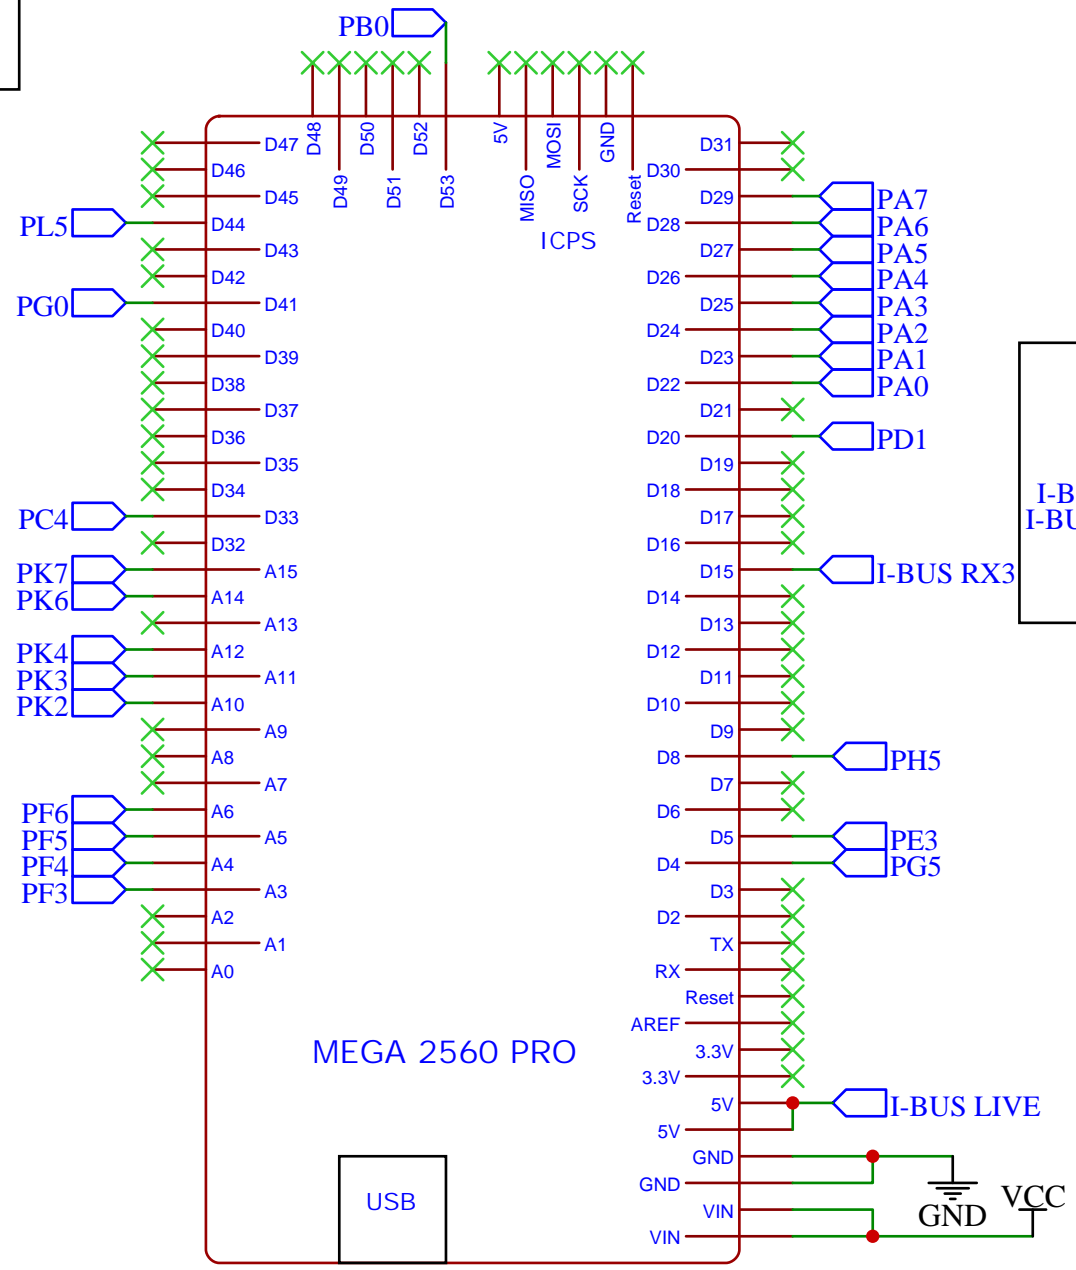 PB0
D48
D49
D50
D51
D52
D53
5V
MISO
MOSI
SCK
GND
Reset
ICPS
D47
D46
D45
PL5 D44
D43
D42
PG0 D41
D40
D39
D38
D37
D36
D35
D34
PC4 D33
D32
PK7 A15
PK6 A14
A13
PK4 A12
PK3 A11
PK2 A10
A9
A8
A7
PF6 A6
PF5 A5
PF4 A4
PF3 A3
A2
A1
A0
D31
D30
D29 PA7
D28 PA6
D27 PA5
D26 PA4
D25 PA3
D24 PA2
D23 PA1
D22 PA0
D21
D20 PD1
D19
D18
D17
D16
D15 I-BUS RX3
D14
D13
D12
D11
D10
D9
D8 PH5
D7
D6
D5 PE3
D4 PG5
D3
D2
TX
RX
Reset
AREF
3.3V
3.3V
5V I-BUS LIVE
5V
GND
GND
GND
VIN
VIN
VCC
MEGA 2560 PRO
USB
I-B
I-BU